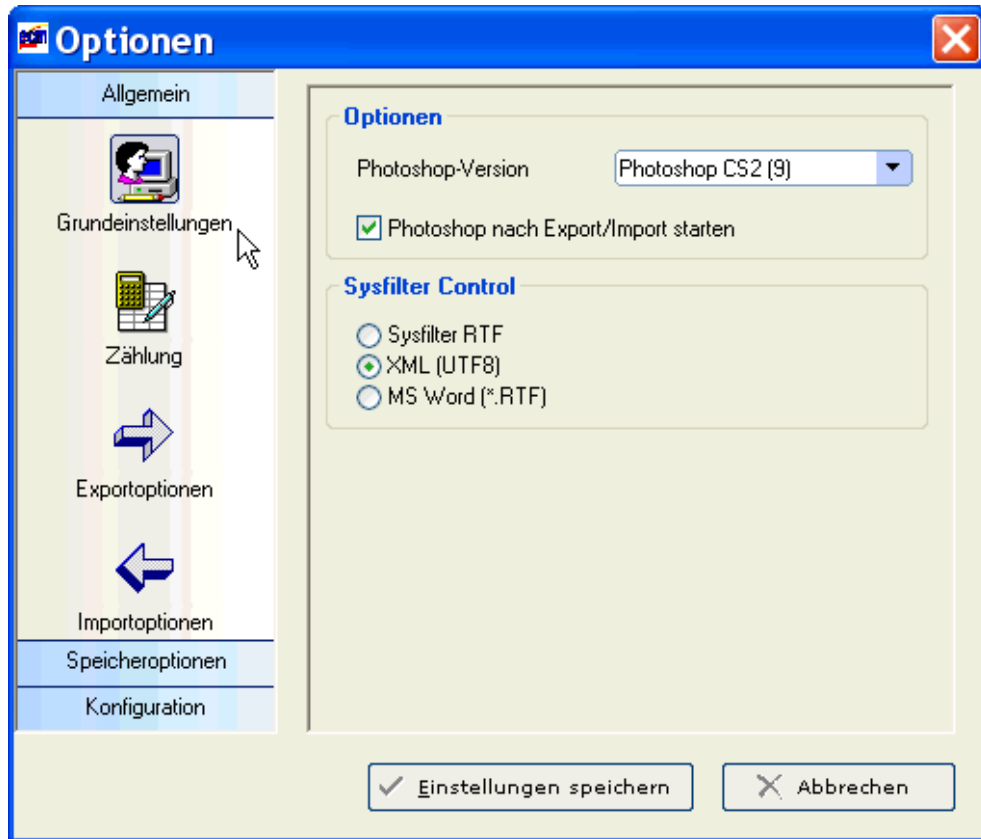 Optionen
Allgemein
Grundeinstellungen
Zählung
Exportoptionen
Importoptionen
Speicheroptionen
Konfiguration
Optionen
Photoshop-Version Photoshop CS2 (9)
Photoshop nach Export/Import starten
Sysfilter Control
Sysfilter RTF
XML (UTF8)
MS Word (*.RTF)
Einstellungen speichern Abbrechen